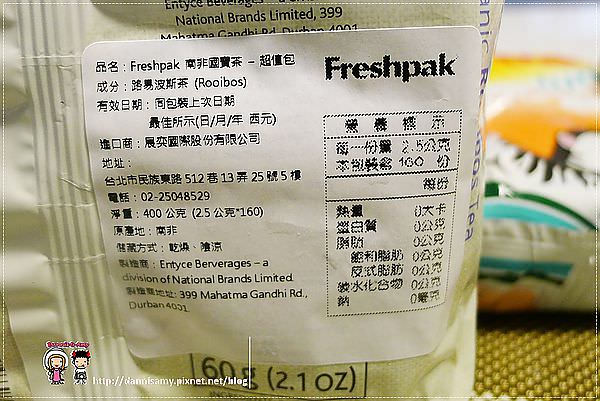 Entyce Beverages – a
National Brands Limited, 399
Mahatma Gandhi Rd, Durban 4001
品名：Freshpak 南非國寶茶 – 超值包
成分：路易波斯茶 (Rooibos)
有效日期：同包裝上次日期
最佳所示(日/月/年 西元)
進口商：展奕國際股份有限公司
地址：
台北市民族東路 512 巷 13 弄 25 號 5 樓
電話：02-25048529
淨重：400 公克 (2.5 公克*160)
原產地：南非
儲藏方式：乾燥、陰涼
製造商：Entyce Berverages – a
division of National Brands Limited
製造商地址: 399 Mahatma Gandhi Rd.,
Durban 4001
Freshpak
營養標示
每一份量 2.5公克
本包裝含 160 份
每份
熱量 0大卡
蛋白質 0公克
脂肪 0公克
飽和脂肪 0公克
反式脂肪 0公克
碳水化合物 0公克
鈉 0毫克
60g (2.1 OZ)
Tea
http://dannisamy.pixnet.net/blog